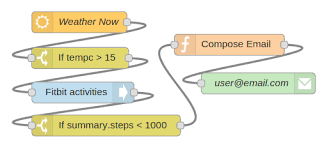 Weather Now
If tempc > 15
Fitbit activities
If summary.steps < 1000
Compose Email
user@email.com